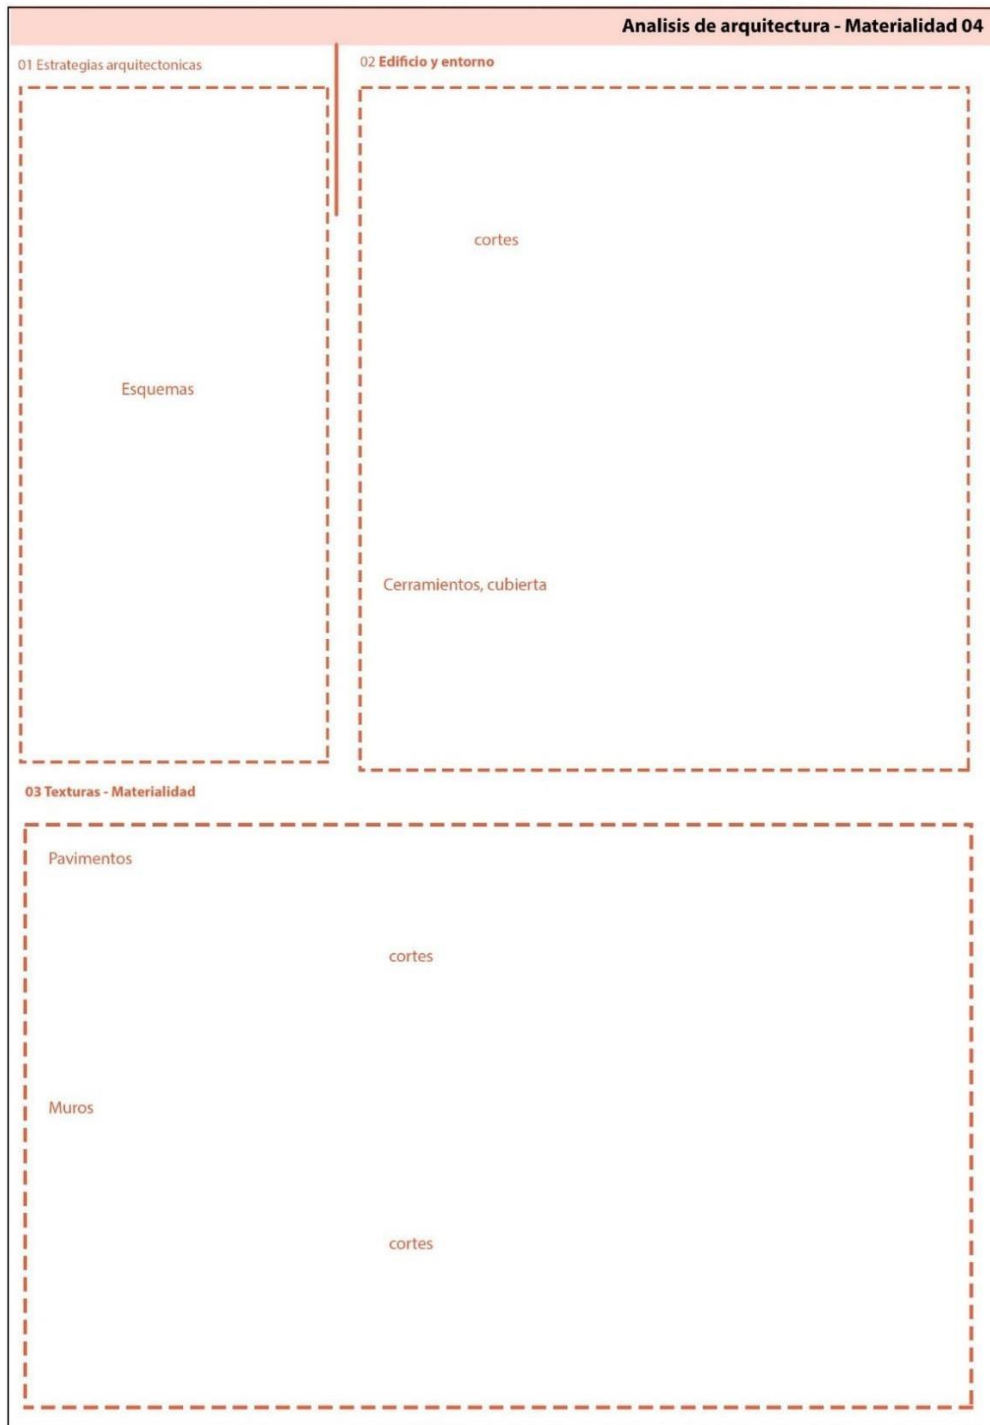 Analisis de arquitectura - Materialidad 04
01 Estrategias arquitectonicas
02 Edificio y entorno
cortes
Esquemas
Cerramientos, cubierta
03 Texturas - Materialidad
Pavimentos
cortes
Muros
cortes